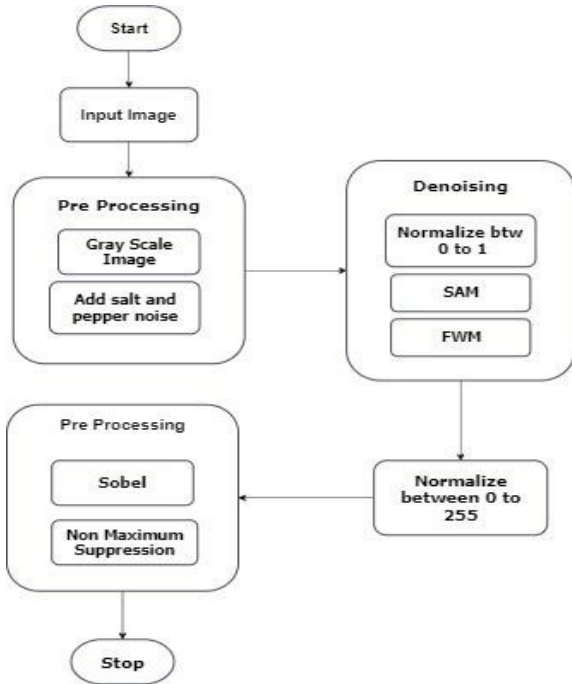 Start
Input Image
Pre Processing
Gray Scale
Image
Add salt and
pepper noise
Denoising
Normalize btw
0 to 1
SAM
FWM
Normalize
between 0 to
255
Pre Processing
Sobel
Non Maximum
Suppression
Stop